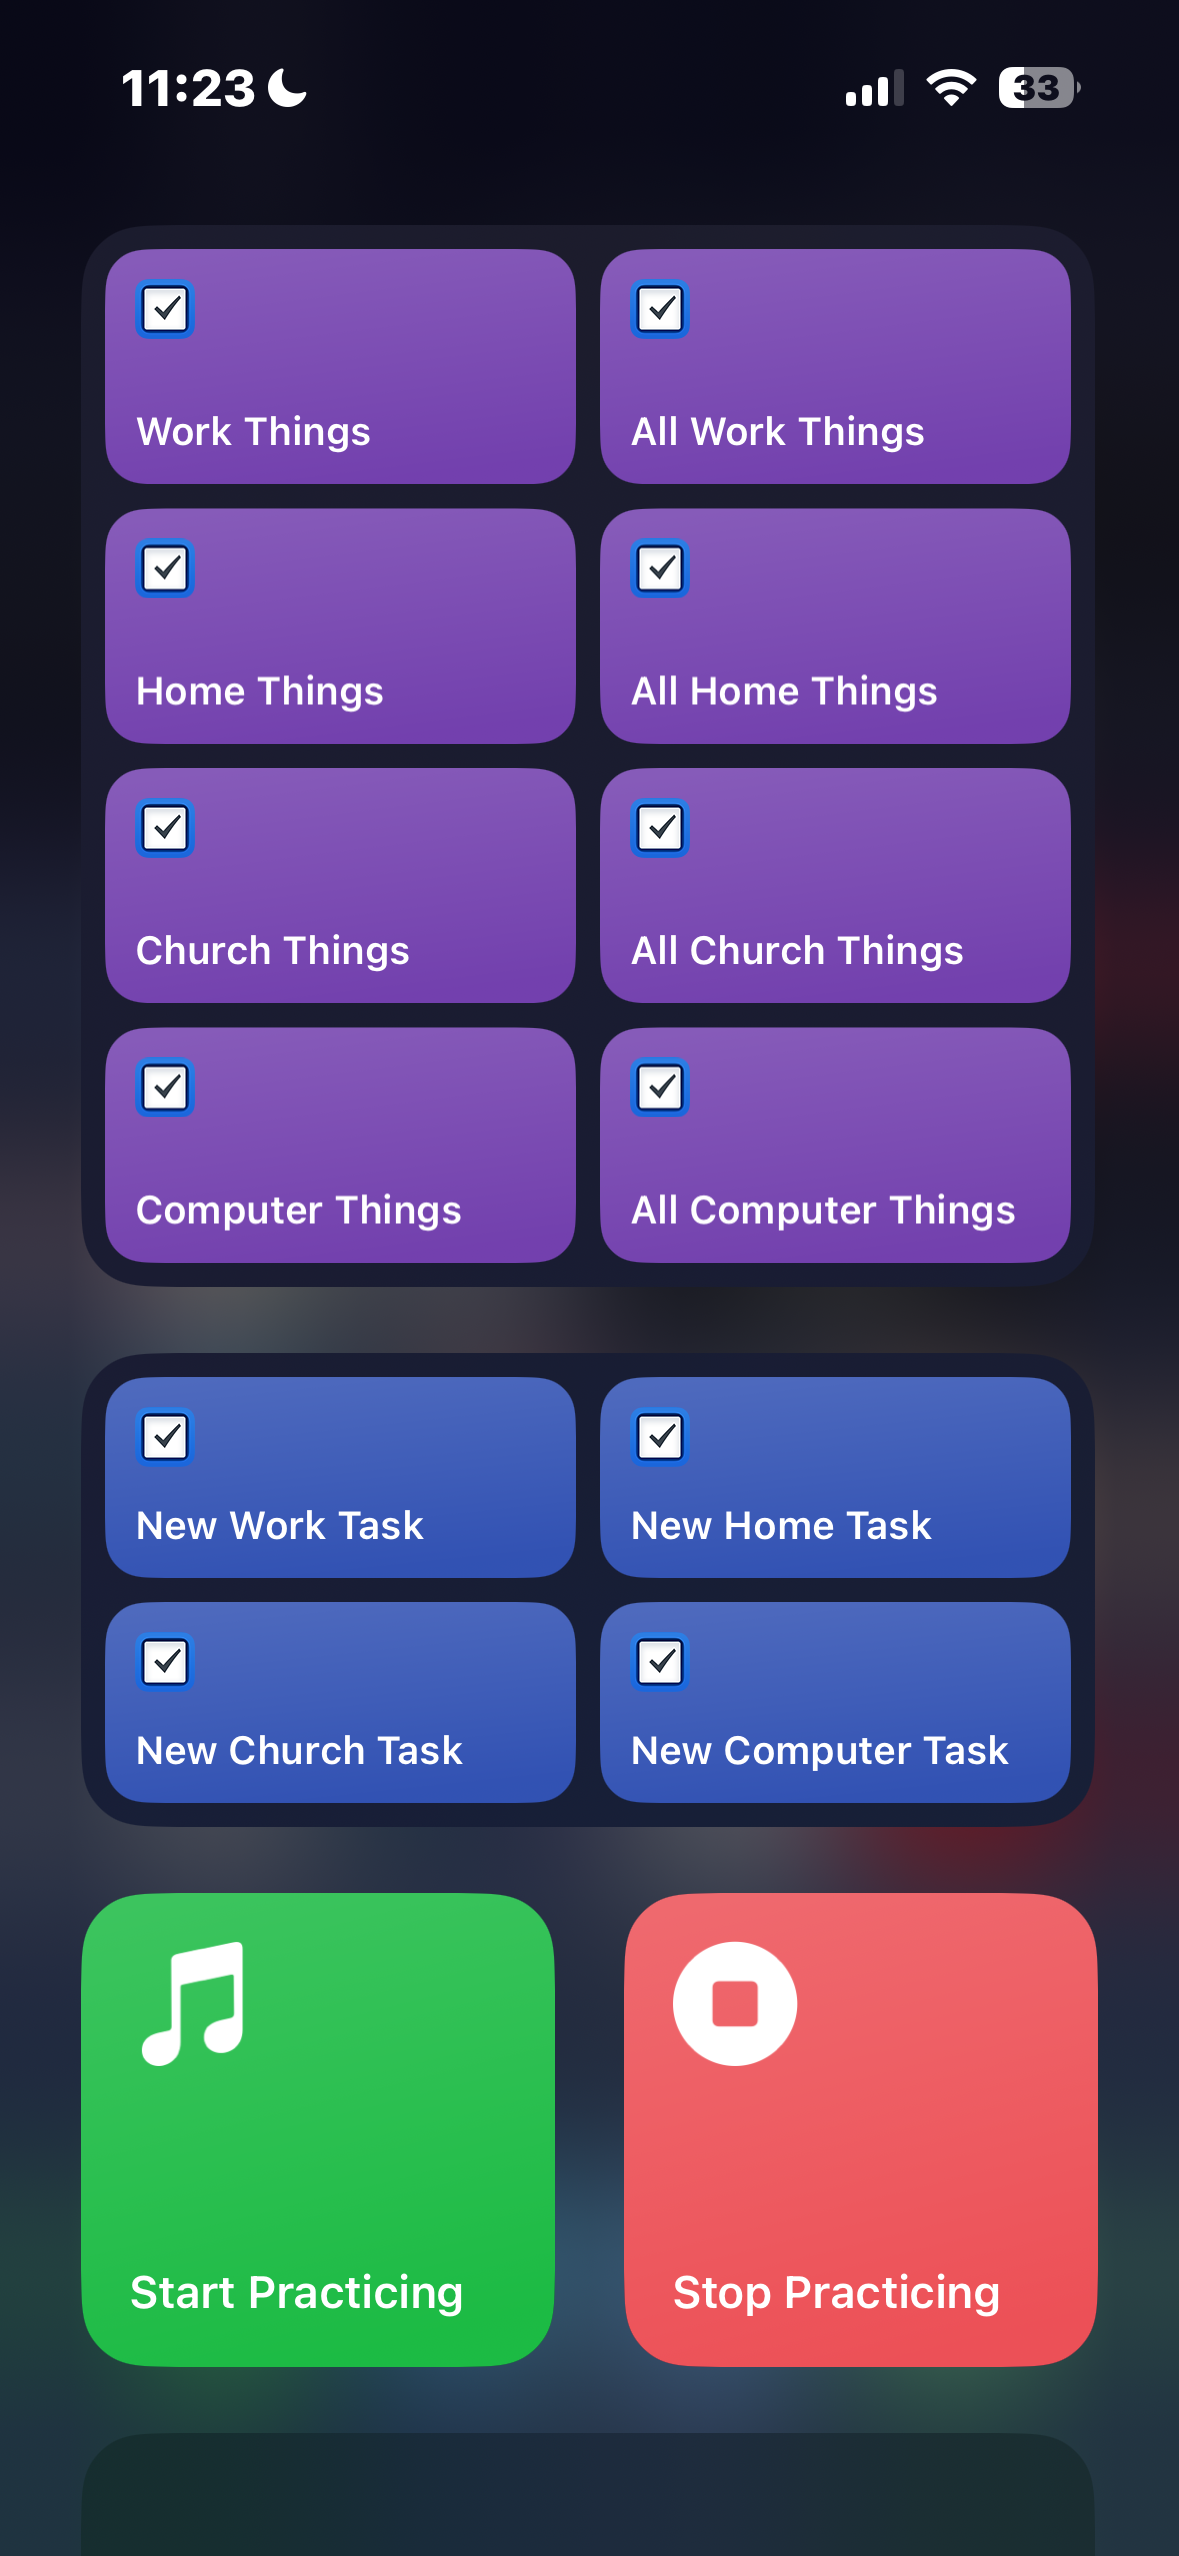 11:23
33
Work Things
All Work Things
Home Things
All Home Things
Church Things
All Church Things
Computer Things
All Computer Things
New Work Task
New Home Task
New Church Task
New Computer Task
Start Practicing
Stop Practicing